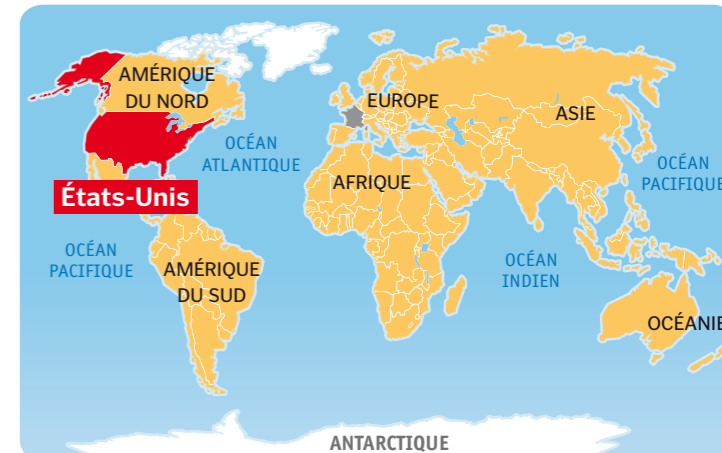 AMÉRIQUE
DU NORD
EUROPE
ASIE
OCÉAN
ATLANTIQUE
OCÉAN
PACIFIQUE
AFRIQUE
États-Unis
OCÉAN
PACIFIQUE
AMÉRIQUE
DU SUD
OCÉAN
INDIEN
OCÉANIE
ANTARCTIQUE